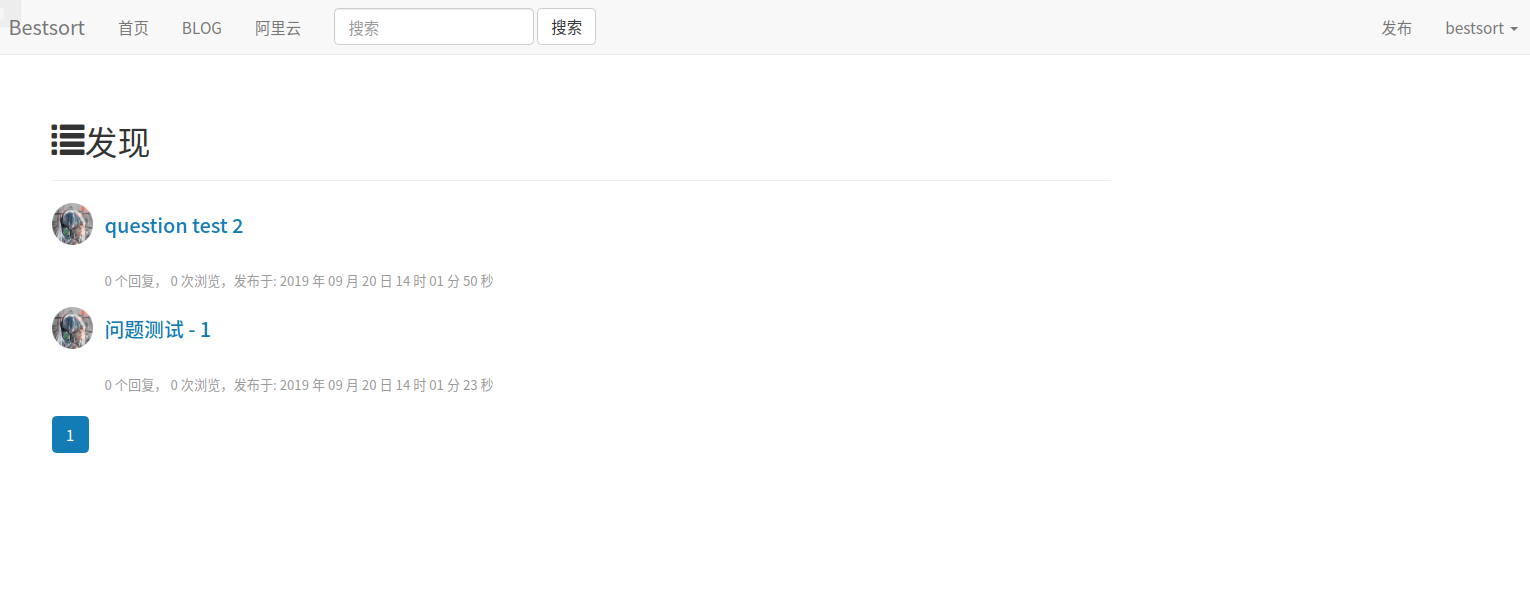 Bestsort 首页 BLOG 阿里云 搜索 搜索 发布 bestsort
发现
question test 2
0 个回复， 0 次浏览，发布于: 2019 年 09 月 20 日 14 时 01 分 50 秒
问题测试 - 1
0 个回复， 0 次浏览，发布于: 2019 年 09 月 20 日 14 时 01 分 23 秒
1